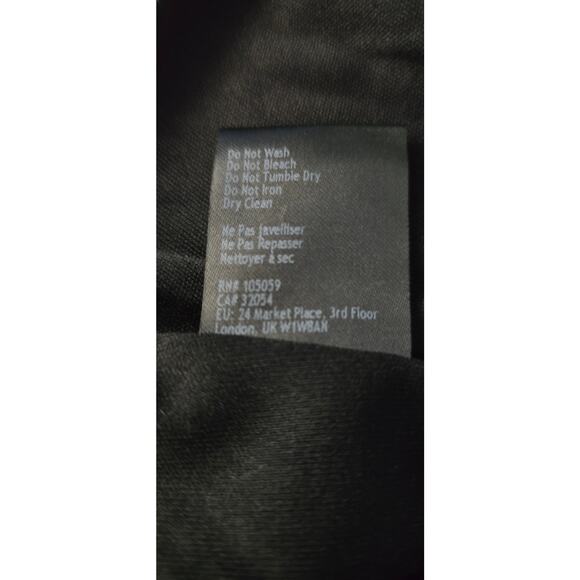 Do Not Wash
Do Not Bleach
Do Not Tumble Dry
Do Not Iron
Dry Clean
Ne Pas Javelliser
Ne Pas Repasser
Nettoyer à sec
RN# 105059
CA# 32054
EU: 24 Market Place, 3rd Floor
London, UK W1W8AN